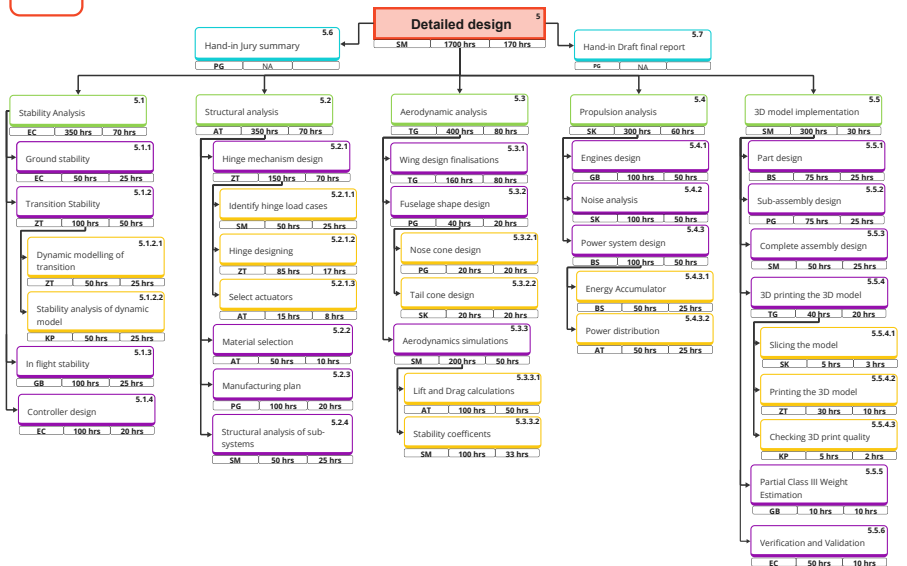 Detailed design
5
SM 1700 hrs 170 hrs
5.6
Hand-in Jury summary
PG NA
5.7
Hand-in Draft final report
PG NA
5.1
Stability Analysis
EC 350 hrs 70 hrs
5.1.1
Ground stability
EC 50 hrs 25 hrs
5.1.2
Transition Stability
ZT 100 hrs 50 hrs
5.1.2.1
Dynamic modelling of
transition
ZT 50 hrs 25 hrs
5.1.2.2
Stability analysis of dynamic
model
KP 50 hrs 25 hrs
5.1.3
In flight stability
GB 100 hrs 25 hrs
5.1.4
Controller design
EC 100 hrs 20 hrs
5.2
Structural analysis
AT 350 hrs 70 hrs
5.2.1
Hinge mechanism design
ZT 150 hrs 70 hrs
5.2.1.1
Identify hinge load cases
SM 50 hrs 25 hrs
5.2.1.2
Hinge designing
ZT 85 hrs 17 hrs
5.2.1.3
Select actuators
AT 15 hrs 8 hrs
5.2.2
Material selection
AT 50 hrs 10 hrs
5.2.3
Manufacturing plan
PG 100 hrs 20 hrs
5.2.4
Structural analysis of sub-
systems
SM 50 hrs 25 hrs
5.3
Aerodynamic analysis
TG 400 hrs 80 hrs
5.3.1
Wing design finalisations
TG 160 hrs 80 hrs
5.3.2
Fuselage shape design
PG 40 hrs 20 hrs
5.3.2.1
Nose cone design
PG 20 hrs 20 hrs
5.3.2.2
Tail cone design
SK 20 hrs 20 hrs
5.3.3
Aerodynamics simulations
SM 200 hrs 50 hrs
5.3.3.1
Lift and Drag calculations
AT 100 hrs 50 hrs
5.3.3.2
Stability coefficents
SM 100 hrs 33 hrs
5.4
Propulsion analysis
SK 300 hrs 60 hrs
5.4.1
Engines design
GB 100 hrs 50 hrs
5.4.2
Noise analysis
SK 100 hrs 50 hrs
5.4.3
Power system design
BS 100 hrs 50 hrs
5.4.3.1
Energy Accumulator
BS 50 hrs 25 hrs
5.4.3.2
Power distribution
AT 50 hrs 25 hrs
5.5
3D model implementation
SM 300 hrs 30 hrs
5.5.1
Part design
BS 75 hrs 25 hrs
5.5.2
Sub-assembly design
PG 75 hrs 25 hrs
5.5.3
Complete assembly design
SM 50 hrs 25 hrs
5.5.4
3D printing the 3D model
TG 40 hrs 20 hrs
5.5.4.1
Slicing the model
SK 5 hrs 3 hrs
5.5.4.2
Printing the 3D model
ZT 30 hrs 10 hrs
5.5.4.3
Checking 3D print quality
KP 5 hrs 2 hrs
5.5.5
Partial Class III Weight
Estimation
GB 10 hrs 10 hrs
5.5.6
Verification and Validation
EC 50 hrs 10 hrs